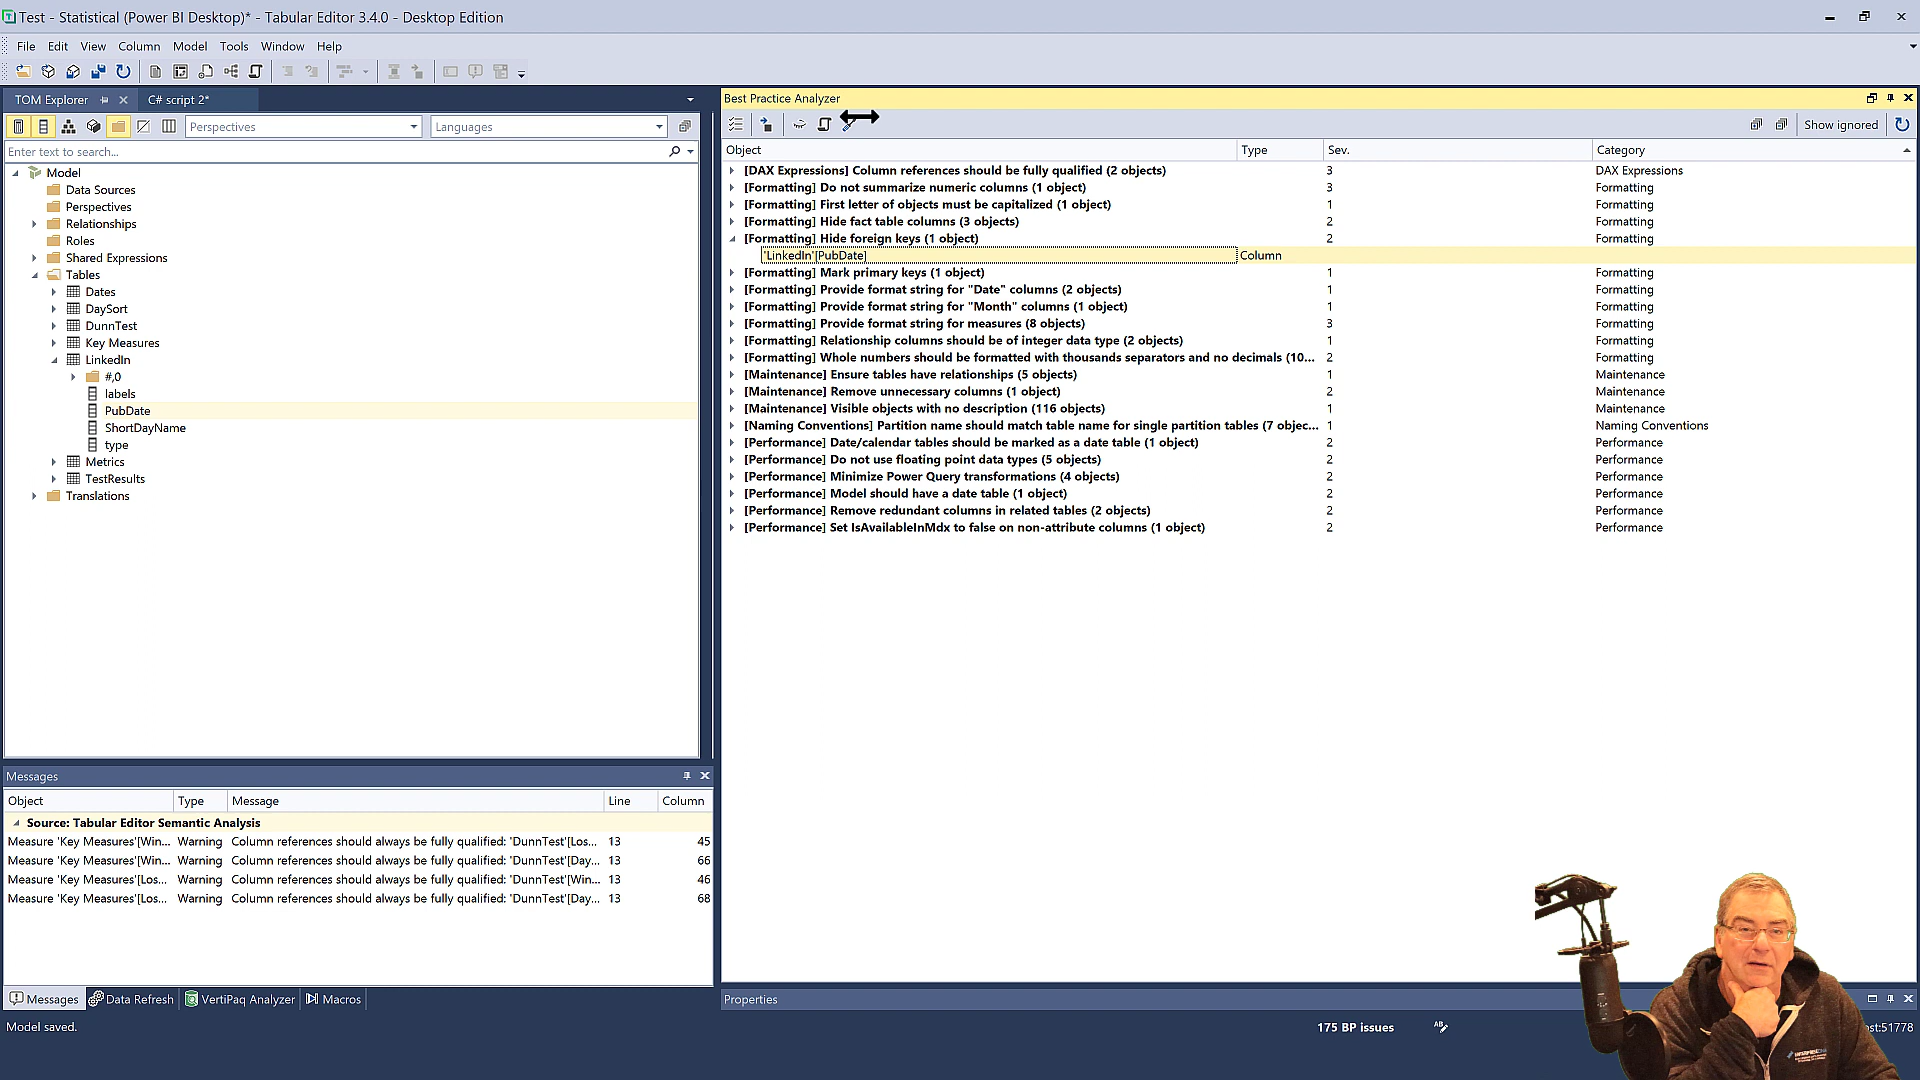 Test - Statistical (Power BI Desktop)* - Tabular Editor 3.4.0 - Desktop Edition
File Edit View Column Model Tools Window Help
TOM Explorer
C# script 2*
Perspectives
Languages
Enter text to search...
Model
Data Sources
Perspectives
Relationships
Roles
Shared Expressions
Tables
Dates
DaySort
DunnTest
Key Measures
LinkedIn
#,0
labels
PubDate
ShortDayName
type
Metrics
TestResults
Translations
Best Practice Analyzer
Show ignored
Object Type Sev. Category
[DAX Expressions] Column references should be fully qualified (2 objects) 3 DAX Expressions
[Formatting] Do not summarize numeric columns (1 object) 3 Formatting
[Formatting] First letter of objects must be capitalized (1 object) 1 Formatting
[Formatting] Hide fact table columns (3 objects) 2 Formatting
[Formatting] Hide foreign keys (1 object) 2 Formatting
'LinkedIn'[PubDate] Column
[Formatting] Mark primary keys (1 object) 1 Formatting
[Formatting] Provide format string for "Date" columns (2 objects) 1 Formatting
[Formatting] Provide format string for "Month" columns (1 object) 1 Formatting
[Formatting] Provide format string for measures (8 objects) 3 Formatting
[Formatting] Relationship columns should be of integer data type (2 objects) 1 Formatting
[Formatting] Whole numbers should be formatted with thousands separators and no decimals (10... 2 Formatting
[Maintenance] Ensure tables have relationships (5 objects) 1 Maintenance
[Maintenance] Remove unnecessary columns (1 object) 2 Maintenance
[Maintenance] Visible objects with no description (116 objects) 1 Maintenance
[Naming Conventions] Partition name should match table name for single partition tables (7 objec... 1 Naming Conventions
[Performance] Date/calendar tables should be marked as a date table (1 object) 2 Performance
[Performance] Do not use floating point data types (5 objects) 2 Performance
[Performance] Minimize Power Query transformations (4 objects) 2 Performance
[Performance] Model should have a date table (1 object) 2 Performance
[Performance] Remove redundant columns in related tables (2 objects) 2 Performance
[Performance] Set IsAvailableInMdx to false on non-attribute columns (1 object) 2 Performance
Messages
Object Type Message Line Column
Source: Tabular Editor Semantic Analysis
Measure 'Key Measures'[Win... Warning Column references should always be fully qualified: 'DunnTest'[Los... 13 45
Measure 'Key Measures'[Win... Warning Column references should always be fully qualified: 'DunnTest'[Day... 13 66
Measure 'Key Measures'[Los... Warning Column references should always be fully qualified: 'DunnTest'[Win... 13 46
Measure 'Key Measures'[Los... Warning Column references should always be fully qualified: 'DunnTest'[Day... 13 68
Messages Data Refresh VertiPaq Analyzer Macros
Properties
Model saved.
175 BP issues
ost:51778